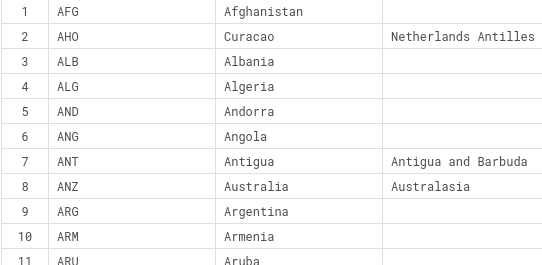 1 AFG Afghanistan
2 AHO Curacao Netherlands Antilles
3 ALB Albania
4 ALG Algeria
5 AND Andorra
6 ANG Angola
7 ANT Antigua Antigua and Barbuda
8 ANZ Australia Australasia
9 ARG Argentina
10 ARM Armenia
11 ARU Aruba